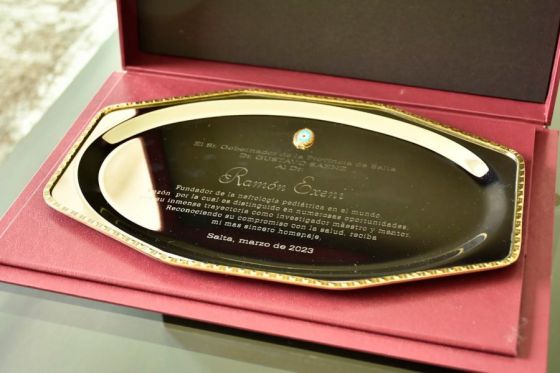 El Sr. Gobernador de la Provincia de Salta
Dr. GUSTAVO SAENZ
Al Dr.
Ramón Exeni
Fundador de la nefrología pediátrica en el mundo,
razón por la cual es distinguido en numerosas oportunidades.
su inmensa trayectoria como investigador maestro y mentor.
Reconociendo su compromiso con la salud, reciba
mi mas sincero homenaje.
Salta, marzo de 2023